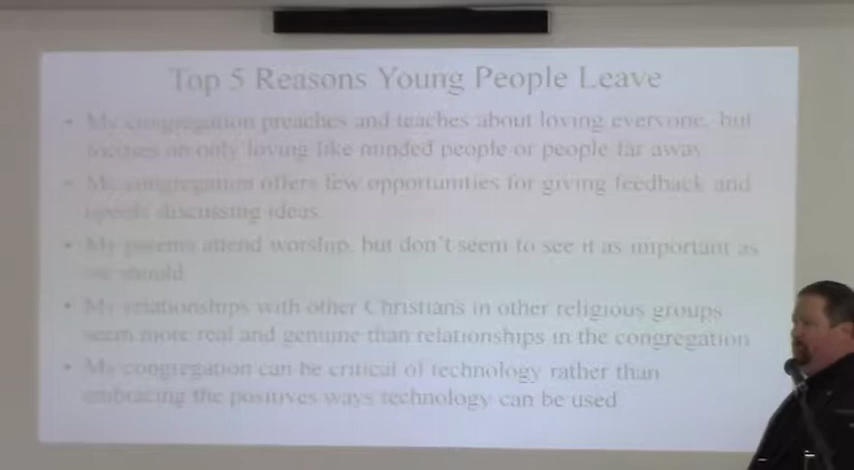 Top 5 Reasons Young People Leave
• My congregation preaches and teaches about loving everyone, but
focuses on only loving like minded people or people far away
• My congregation offers few opportunities for giving feedback and
openly discussing ideas.
• My parents attend worship, but don't seem to see it as important as
we should
• My relationships with other Christians in other religious groups
seem more real and genuine than relationships in the congregation
• My congregation can be critical of technology rather than
embracing the positives ways technology can be used